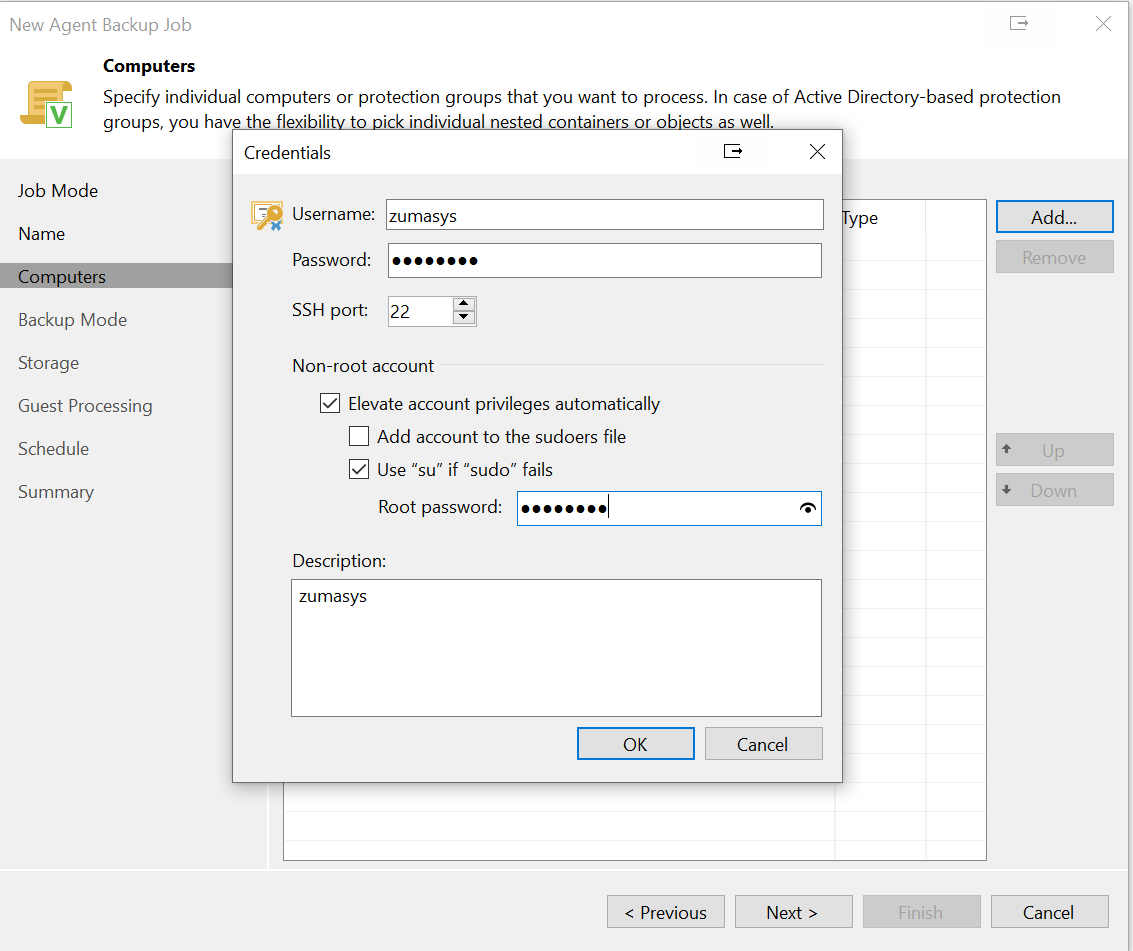 New Agent Backup Job
Computers
Specify individual computers or protection groups that you want to process. In case of Active Directory-based protection
groups, you have the flexibility to pick individual nested containers or objects as well.
Job Mode
Name
Computers
Backup Mode
Storage
Guest Processing
Schedule
Summary
Credentials
Username: zumasys
Password: ●●●●●●●●
SSH port: 22
Non-root account
Elevate account privileges automatically
Add account to the sudoers file
Use “su” if “sudo” fails
Root password: ●●●●●●●●
Description:
zumasys
OK Cancel
Type
Add...
Remove
Up
Down
< Previous Next > Finish Cancel